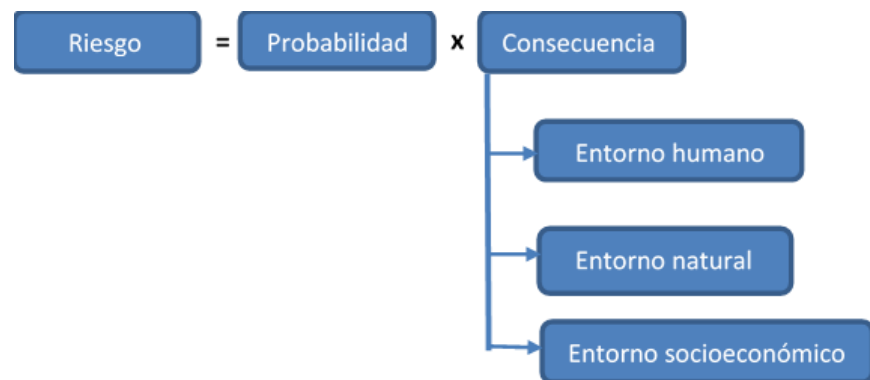 Riesgo = Probabilidad x Consecuencia
Entorno humano
Entorno natural
Entorno socioeconómico